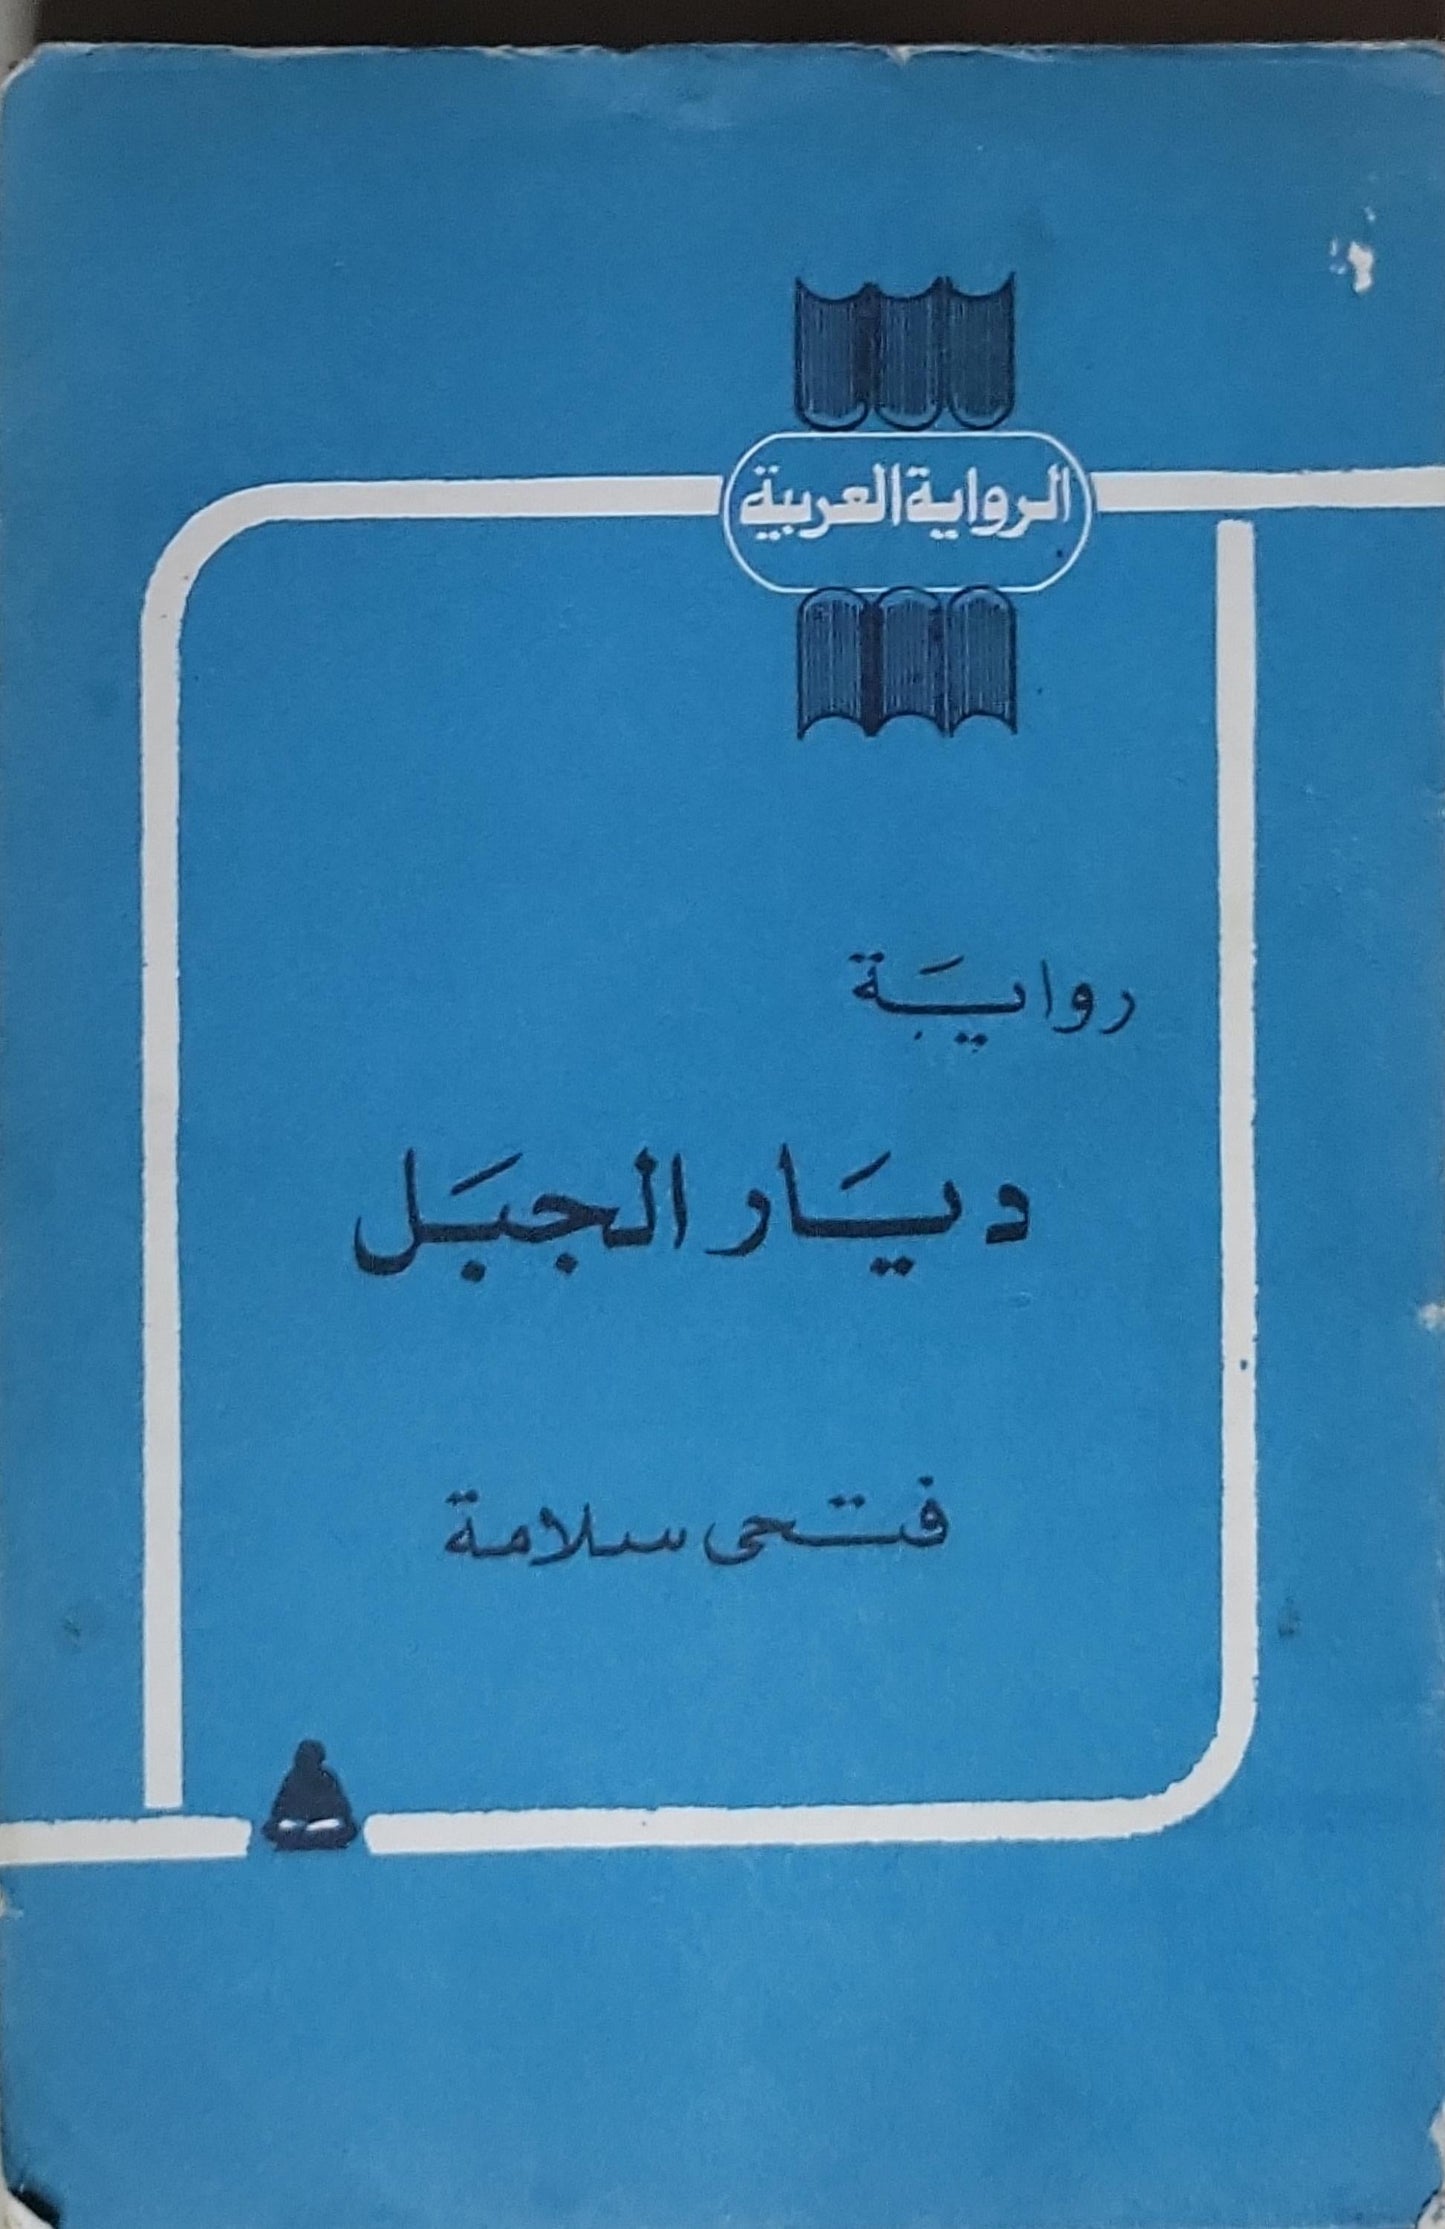 الرواية العربية
رواية
ديار الجبل
فتحى سلامة